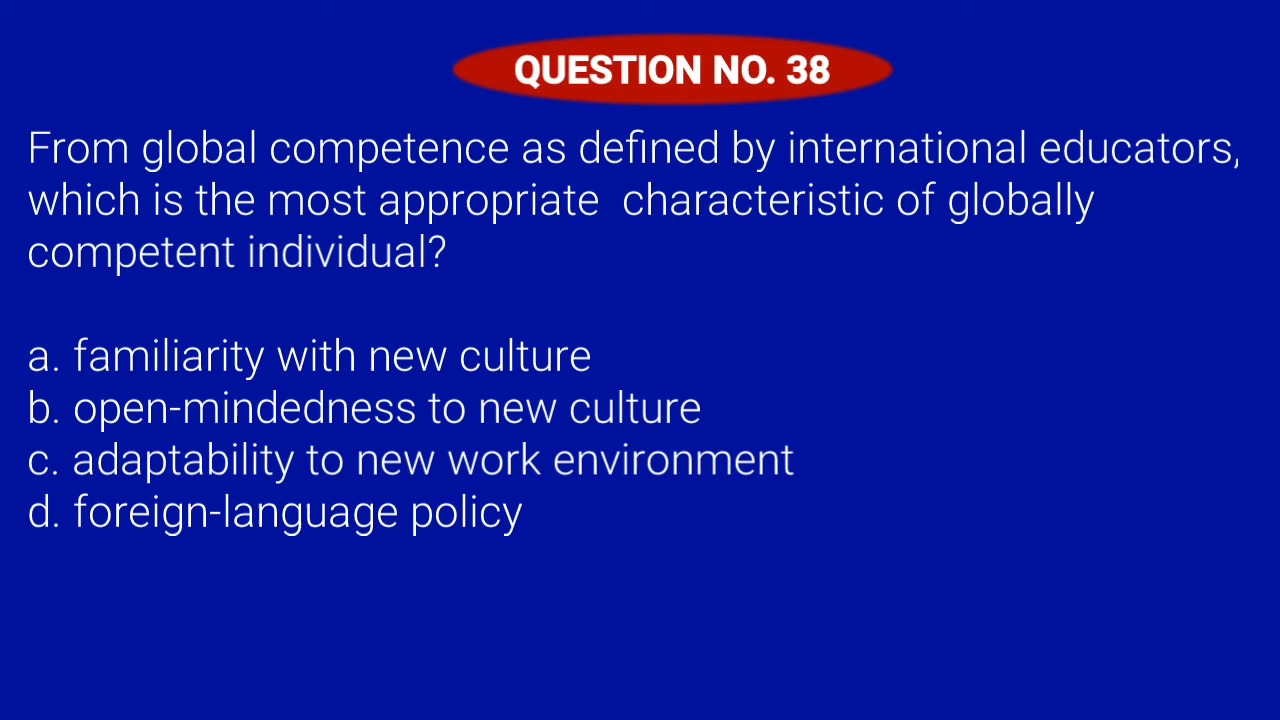 QUESTION NO. 38
From global competence as defined by international educators,
which is the most appropriate  characteristic of globally
competent individual?
a. familiarity with new culture
b. open-mindedness to new culture
c. adaptability to new work environment
d. foreign-language policy